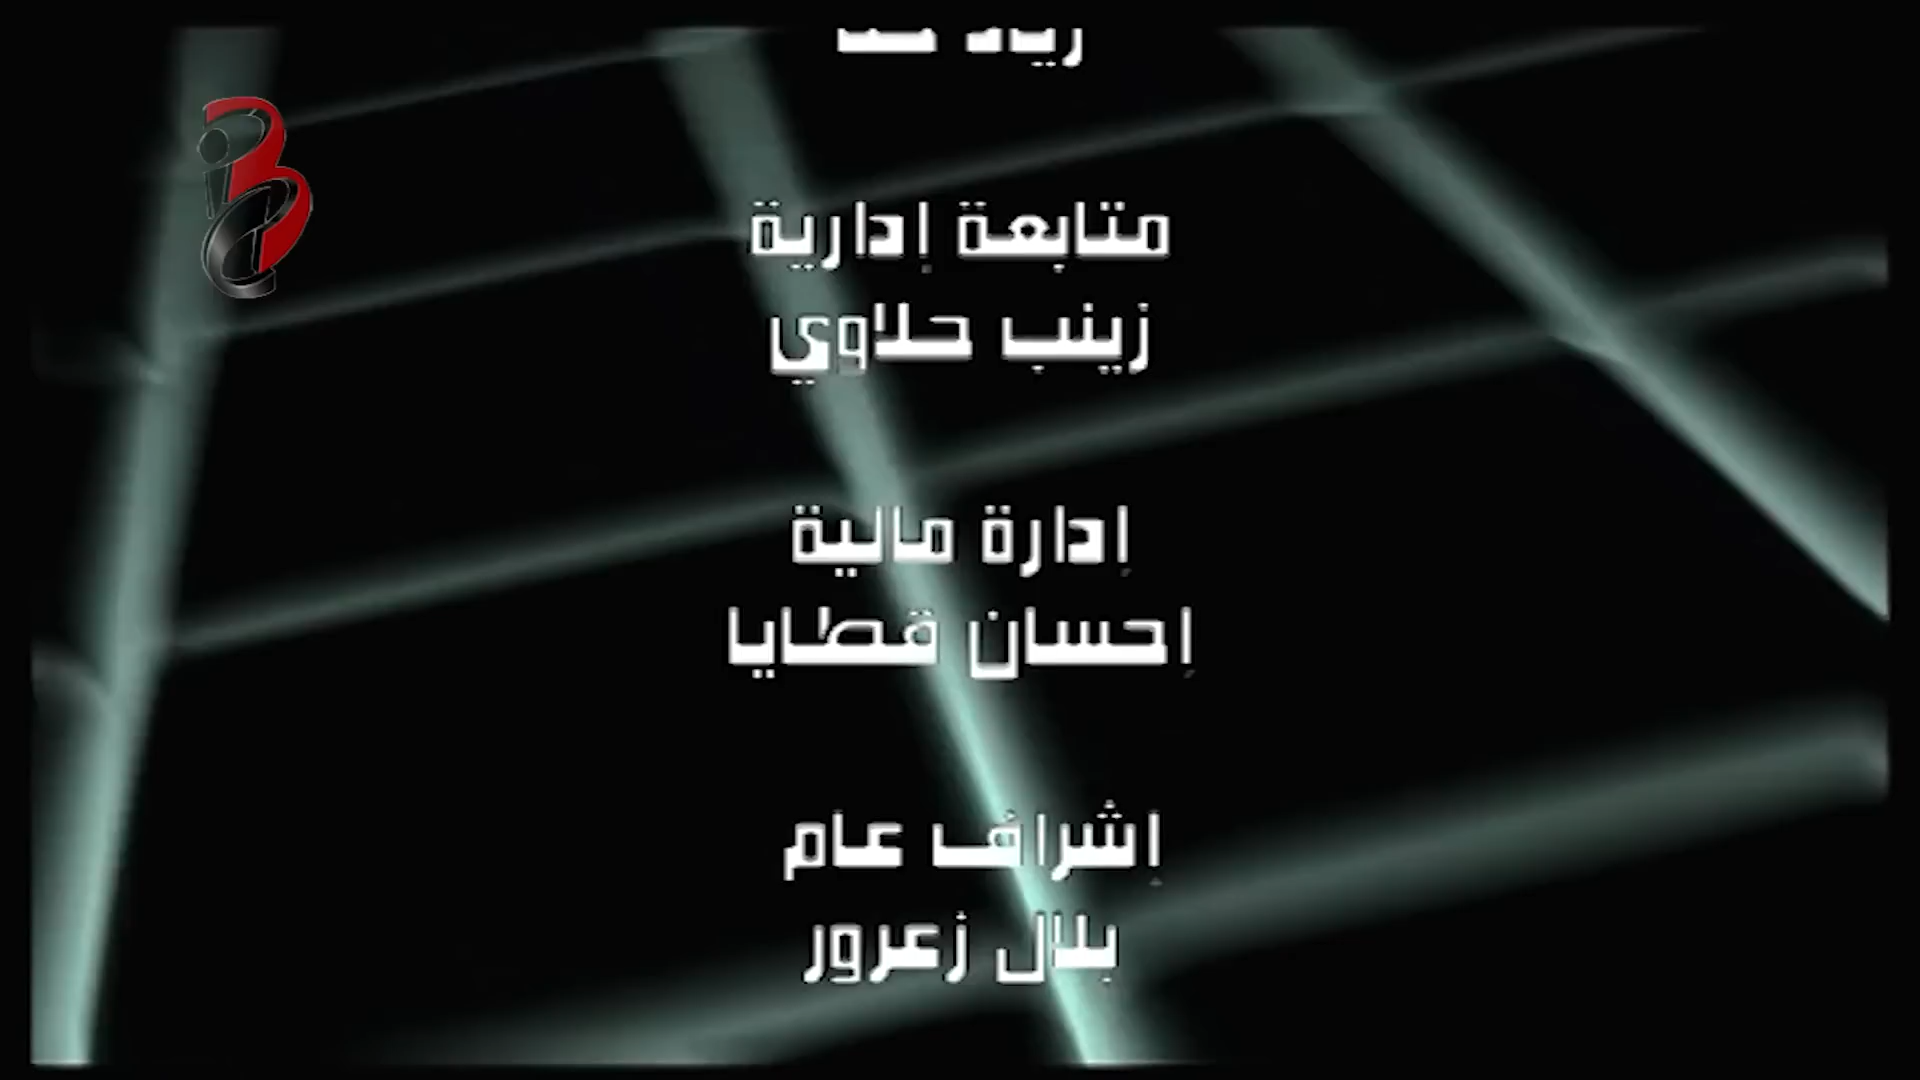 متابعة إدارية
زينب حلاوي
إدارة مالية
إحسان قطايا
إشراف عام
بلال زعرور